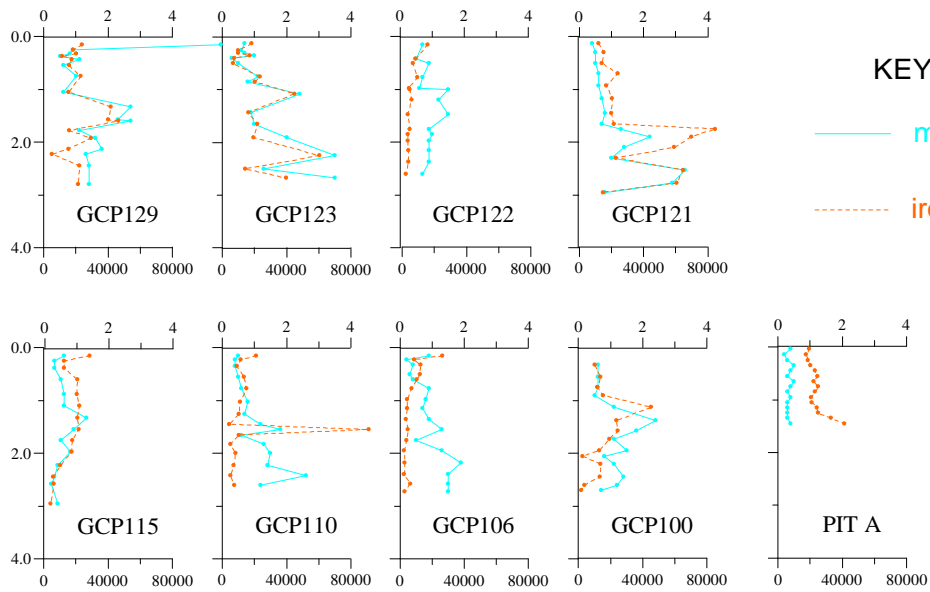 0 2 4 0 2 4 0 2 4 0 2 4
0.0
KEY
m
2.0
GCP129 GCP123 GCP122 GCP121
iro
4.0
0 40000 80000 0 40000 80000 0 40000 80000 0 40000 80000
0 2 4 0 2 4 0 2 4 0 2 4 0 2 4
0.0
2.0
GCP115 GCP110 GCP106 GCP100 PIT A
4.0
0 40000 80000 0 40000 80000 0 40000 80000 0 40000 80000 0 40000 80000